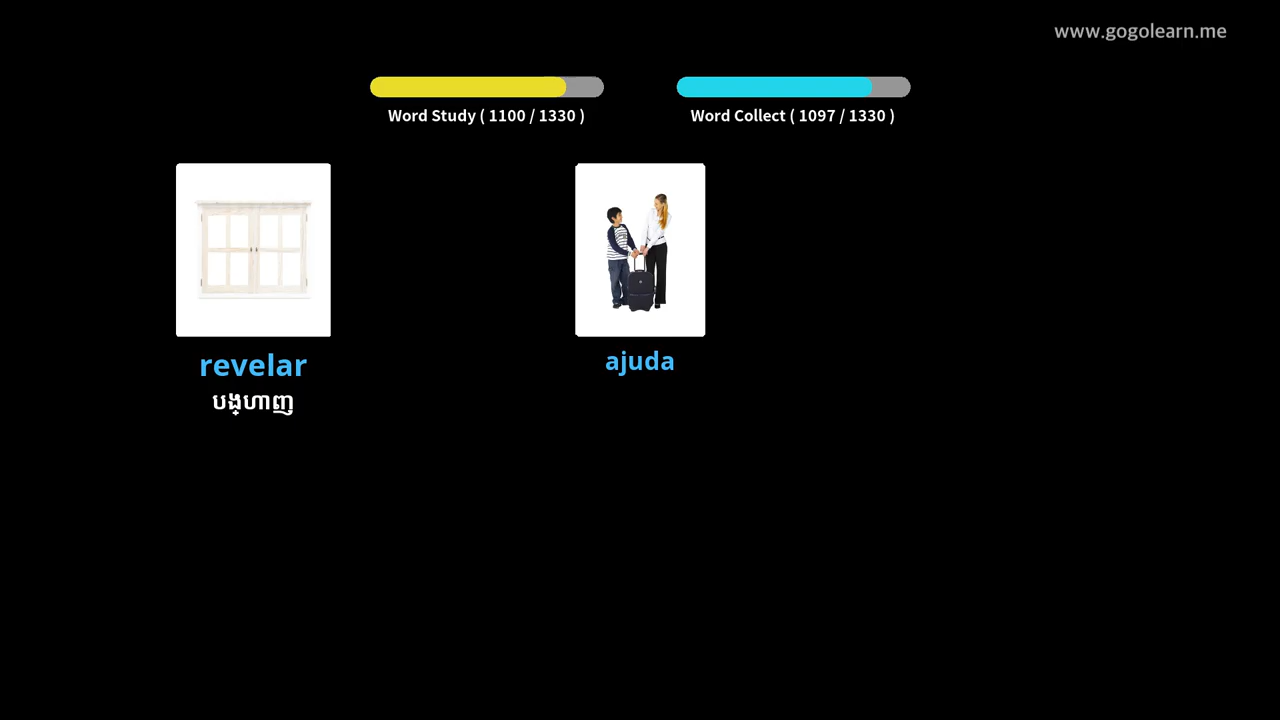 www.gogolearn.me
Word Study ( 1100 / 1330 )
Word Collect ( 1097 / 1330 )
revelar
បង្ហាញ
ajuda